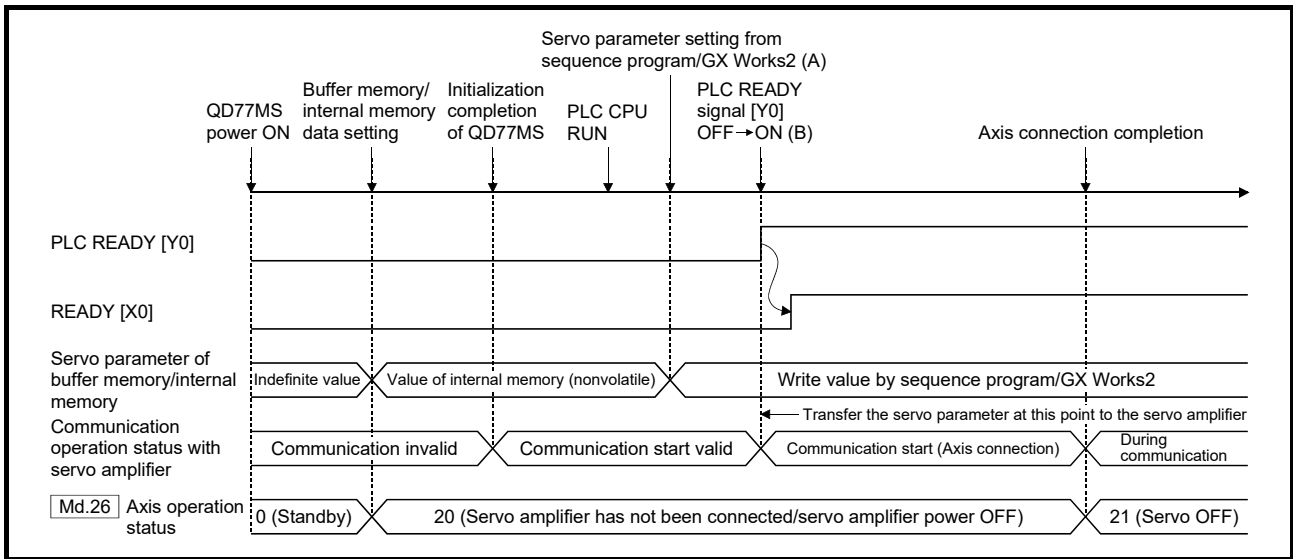 Servo parameter setting from
sequence program/GX Works2 (A)
QD77MS
power ON
Buffer memory/
internal memory
data setting
Initialization
completion
of QD77MS
PLC CPU
RUN
PLC READY
signal [Y0]
OFF→ON (B)
Axis connection completion
PLC READY [Y0]
READY [X0]
Servo parameter of
buffer memory/internal
memory
Indefinite value
Value of internal memory (nonvolatile)
Write value by sequence program/GX Works2
Transfer the servo parameter at this point to the servo amplifier
Communication
operation status with
servo amplifier
Communication invalid
Communication start valid
Communication start (Axis connection)
During
communication
Md.26 Axis operation
status
0 (Standby)
20 (Servo amplifier has not been connected/servo amplifier power OFF)
21 (Servo OFF)